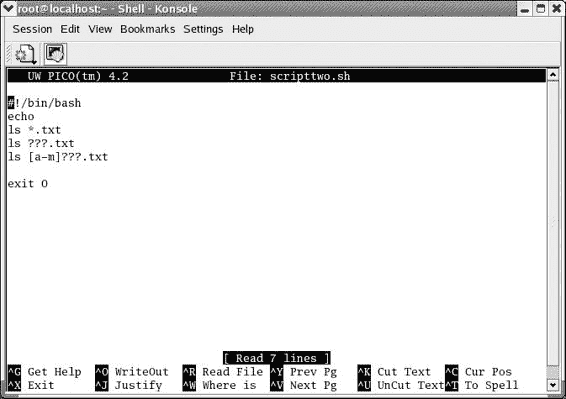 root@localhost:~ - Shell - Konsole
Session Edit View Bookmarks Settings Help
UW PICO(tm) 4.2 File: scripttwo.sh
#!/bin/bash
echo
ls *.txt
ls ???.txt
ls [a-m]???.txt
exit 0
[ Read 7 lines ]
^G Get Help ^O WriteOut ^R Read File ^Y Prev Pg ^K Cut Text ^C Cur Pos
^X Exit ^J Justify ^W Where is ^V Next Pg ^U UnCut Text ^T To Spell